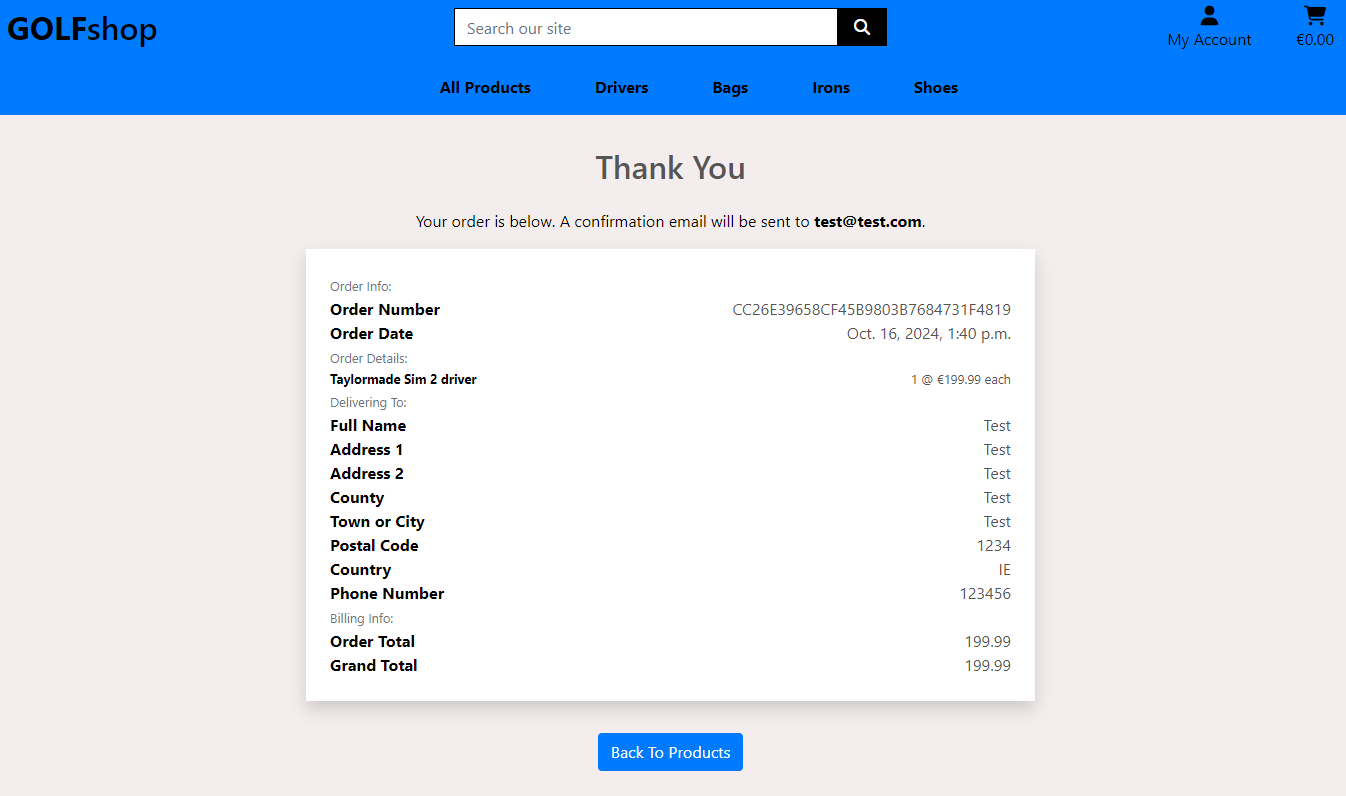 GOLFshop
Search our site
My Account
€0.00
All Products Drivers Bags Irons Shoes
Thank You
Your order is below. A confirmation email will be sent to test@test.com.
Order Info:
Order Number CC26E39658CF45B9803B7684731F4819
Order Date Oct. 16, 2024, 1:40 p.m.
Order Details:
Taylormade Sim 2 driver 1 @ €199.99 each
Delivering To:
Full Name Test
Address 1 Test
Address 2 Test
County Test
Town or City Test
Postal Code 1234
Country IE
Phone Number 123456
Billing Info:
Order Total 199.99
Grand Total 199.99
Back To Products